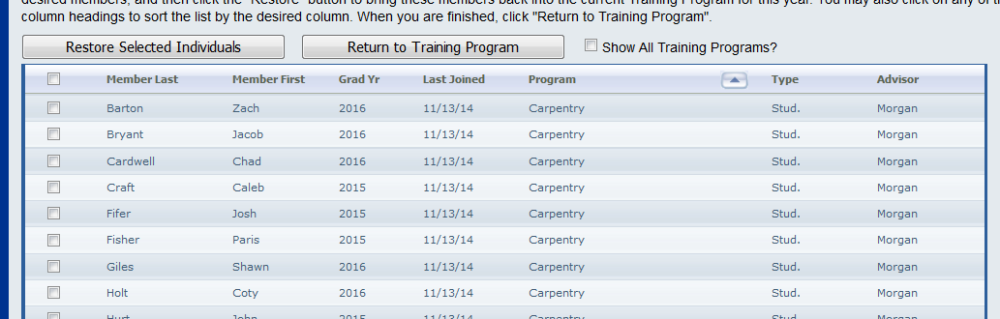 desired members, and then click the "Restore" button to bring these members back into the current Training Program for this year. You may also click on any of t
column headings to sort the list by the desired column. When you are finished, click "Return to Training Program".
Restore Selected Individuals Return to Training Program Show All Training Programs?
Member Last Member First Grad Yr Last Joined Program Type Advisor
Barton Zach 2016 11/13/14 Carpentry Stud. Morgan
Bryant Jacob 2016 11/13/14 Carpentry Stud. Morgan
Cardwell Chad 2016 11/13/14 Carpentry Stud. Morgan
Craft Caleb 2015 11/13/14 Carpentry Stud. Morgan
Fifer Josh 2015 11/13/14 Carpentry Stud. Morgan
Fisher Paris 2015 11/13/14 Carpentry Stud. Morgan
Giles Shawn 2016 11/13/14 Carpentry Stud. Morgan
Holt Coty 2016 11/13/14 Carpentry Stud. Morgan
Hurt John 2015 11/13/14 Carpentry Stud. Morgan